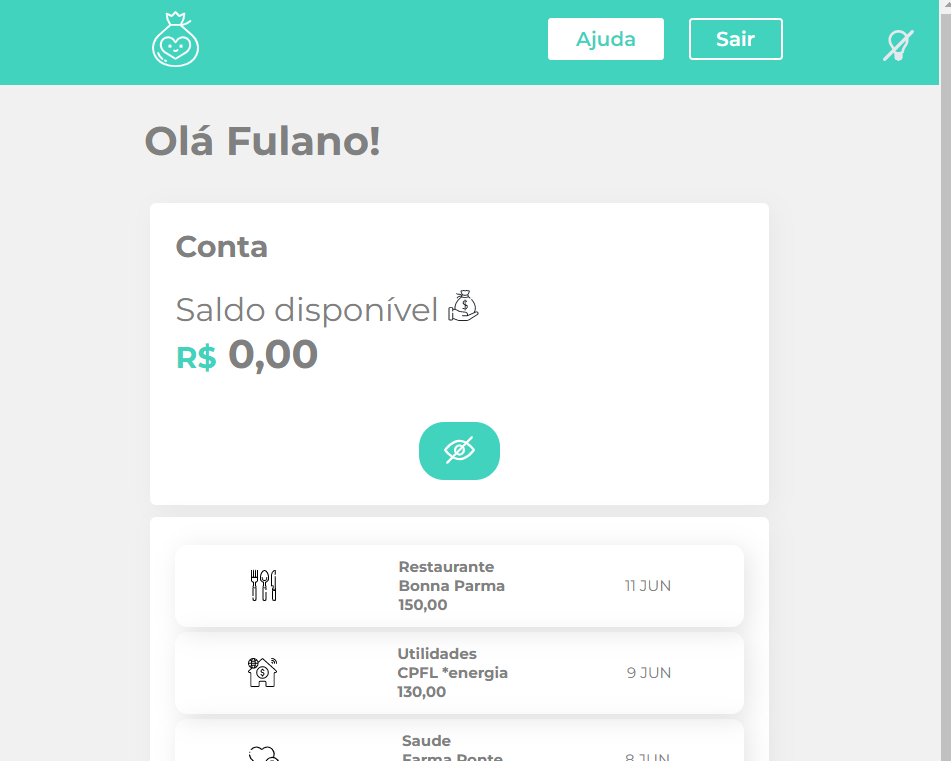 Ajuda
Sair
Olá Fulano!
Conta
Saldo disponível
R$ 0,00
Restaurante
Bonna Parma
150,00
11 JUN
Utilidades
CPFL *energia
130,00
9 JUN
Saude
Farma Ponte
8 JUN